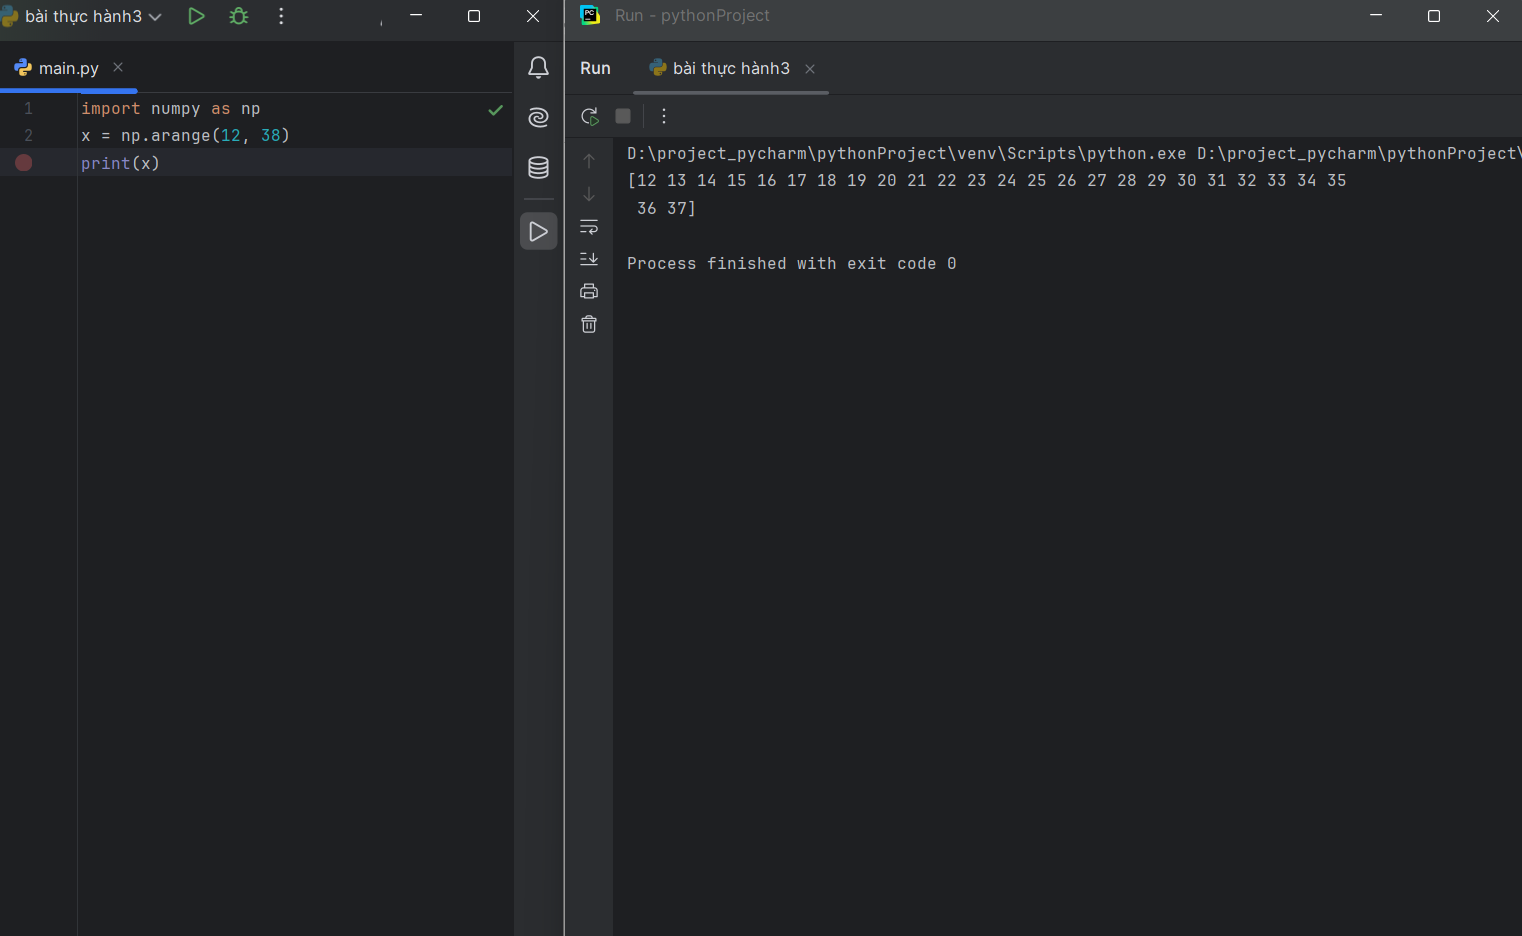 bài thực hành3
main.py
1 import numpy as np
2 x = np.arange(12, 38)
print(x)
PC
Run - pythonProject
Run
bài thực hành3
D:\project_pycharm\pythonProject\venv\Scripts\python.exe D:\project_pycharm\pythonProject\
[12 13 14 15 16 17 18 19 20 21 22 23 24 25 26 27 28 29 30 31 32 33 34 35
 36 37]
Process finished with exit code 0